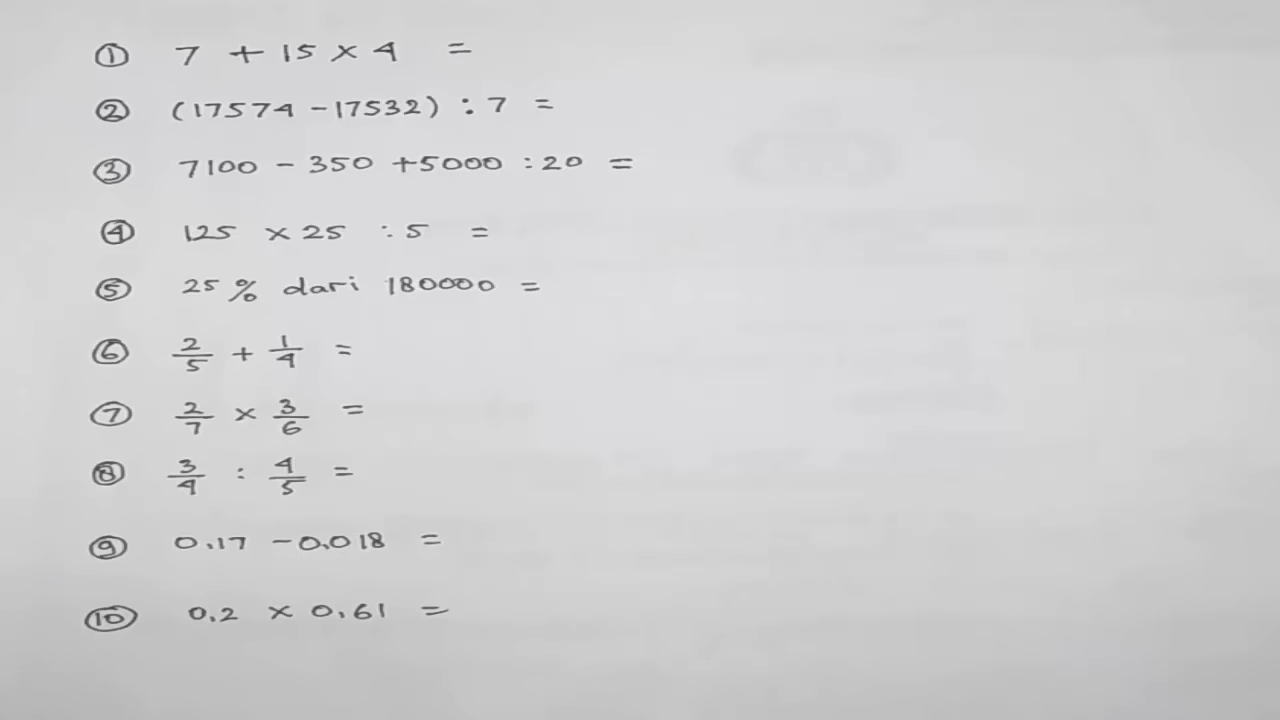 ① 7 + 15 x 4 =
② (17574 - 17532) : 7 =
③ 7100 - 350 + 5000 : 20 =
④ 125 x 25 : 5 =
⑤ 25 % dari 180000 =
⑥ 2/5 + 1/4 =
⑦ 2/7 x 3/6 =
⑧ 3/4 : 4/5 =
⑨ 0,17 - 0,018 =
⑩ 0,2 x 0,61 =